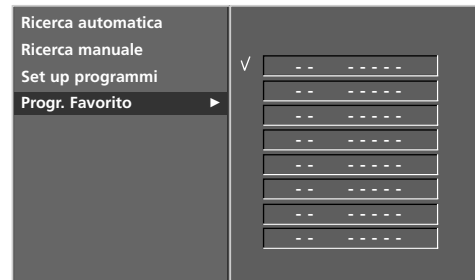 Ricerca automatica
Ricerca manuale
Set up programmi
Progr. Favorito ►
√ -- -----
-- -----
-- -----
-- -----
-- -----
-- -----
-- -----
-- -----